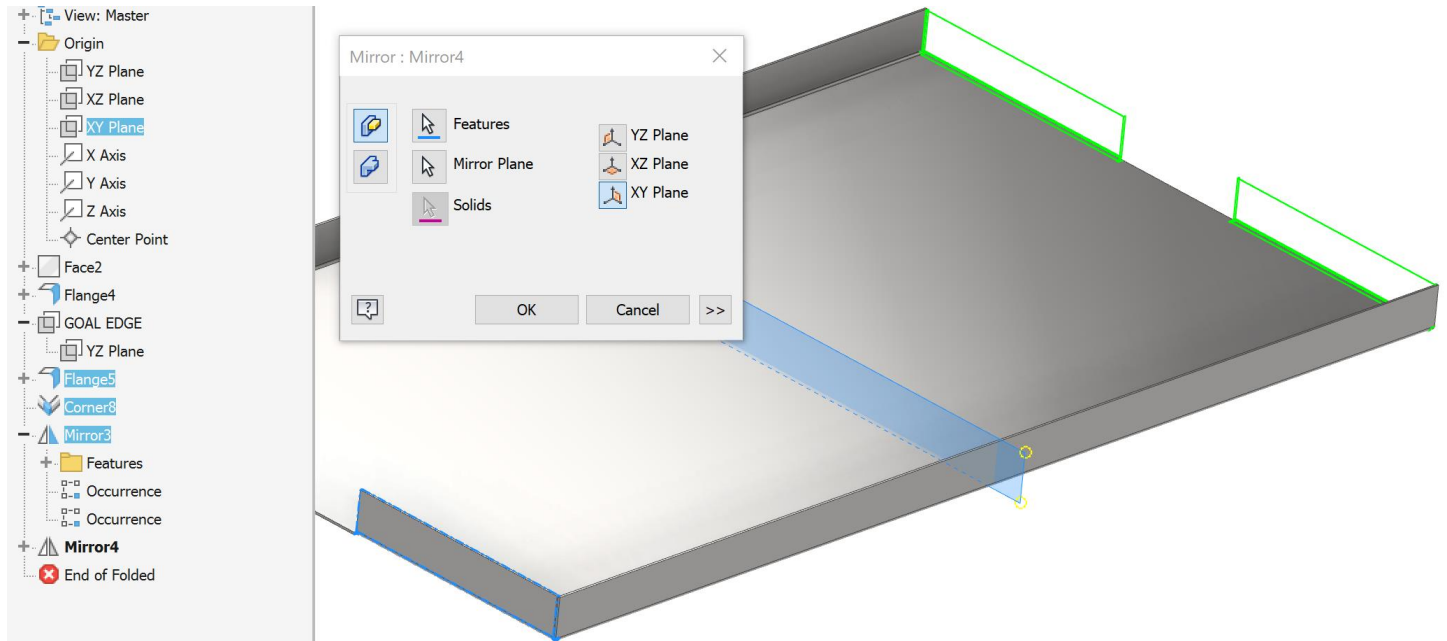 View: Master
Origin
YZ Plane
XZ Plane
XY Plane
X Axis
Y Axis
Z Axis
Center Point
Face2
Flange4
GOAL EDGE
YZ Plane
Flange5
Corner8
Mirror3
Features
Occurrence
Occurrence
Mirror4
End of Folded
Mirror : Mirror4
Features
Mirror Plane
Solids
YZ Plane
XZ Plane
XY Plane
?
OK
Cancel
>>